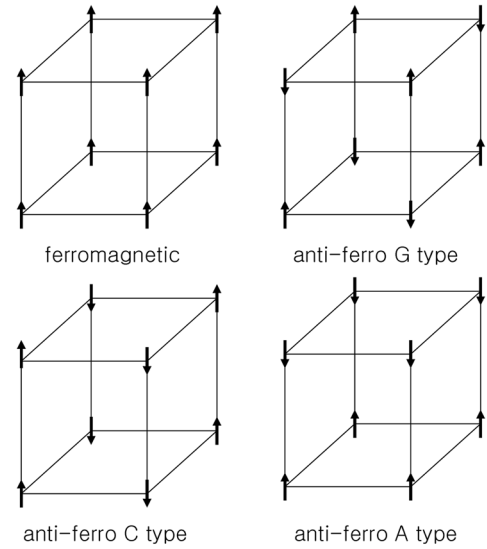 ferromagnetic
anti-ferro G type
anti-ferro C type
anti-ferro A type